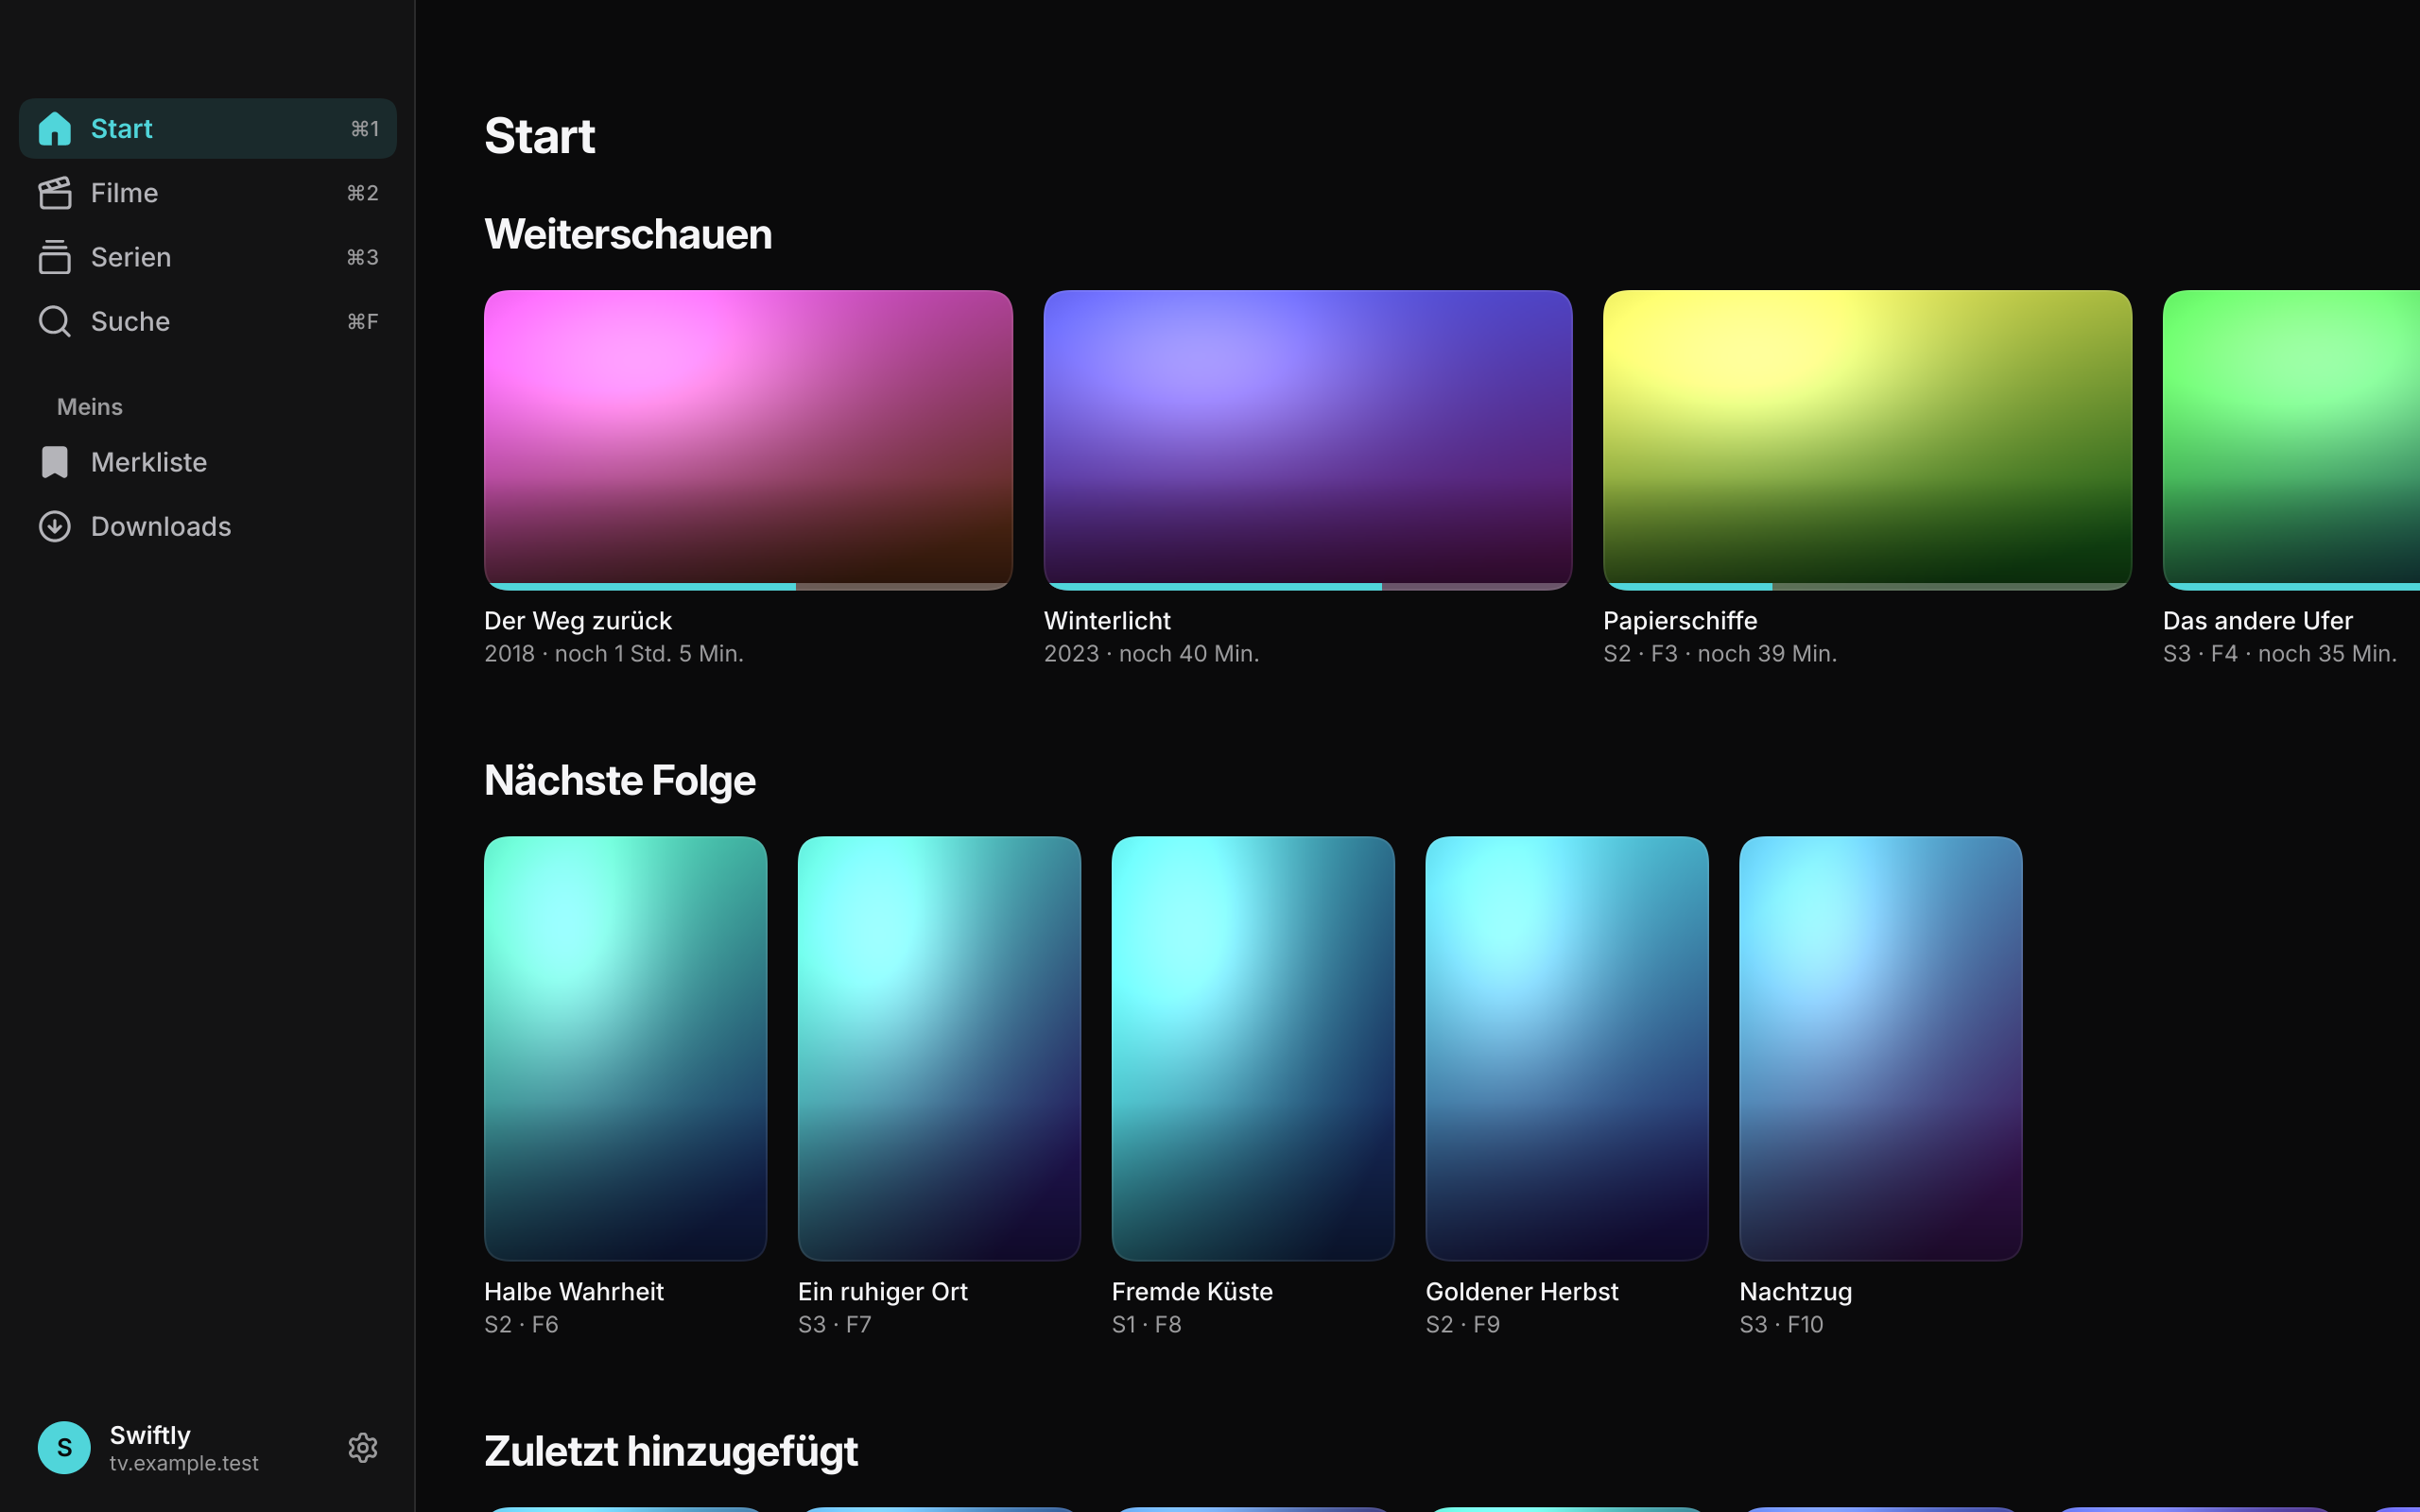 Start ⌘1
Filme ⌘2
Serien ⌘3
Suche ⌘F
Meins
Merkliste
Downloads
S
Swiftly
tv.example.test
Start
Weiterschauen
Der Weg zurück
2018 · noch 1 Std. 5 Min.
Winterlicht
2023 · noch 40 Min.
Papierschiffe
S2 · F3 · noch 39 Min.
Das andere Ufer
S3 · F4 · noch 35 Min.
Nächste Folge
Halbe Wahrheit
S2 · F6
Ein ruhiger Ort
S3 · F7
Fremde Küste
S1 · F8
Goldener Herbst
S2 · F9
Nachtzug
S3 · F10
Zuletzt hinzugefügt